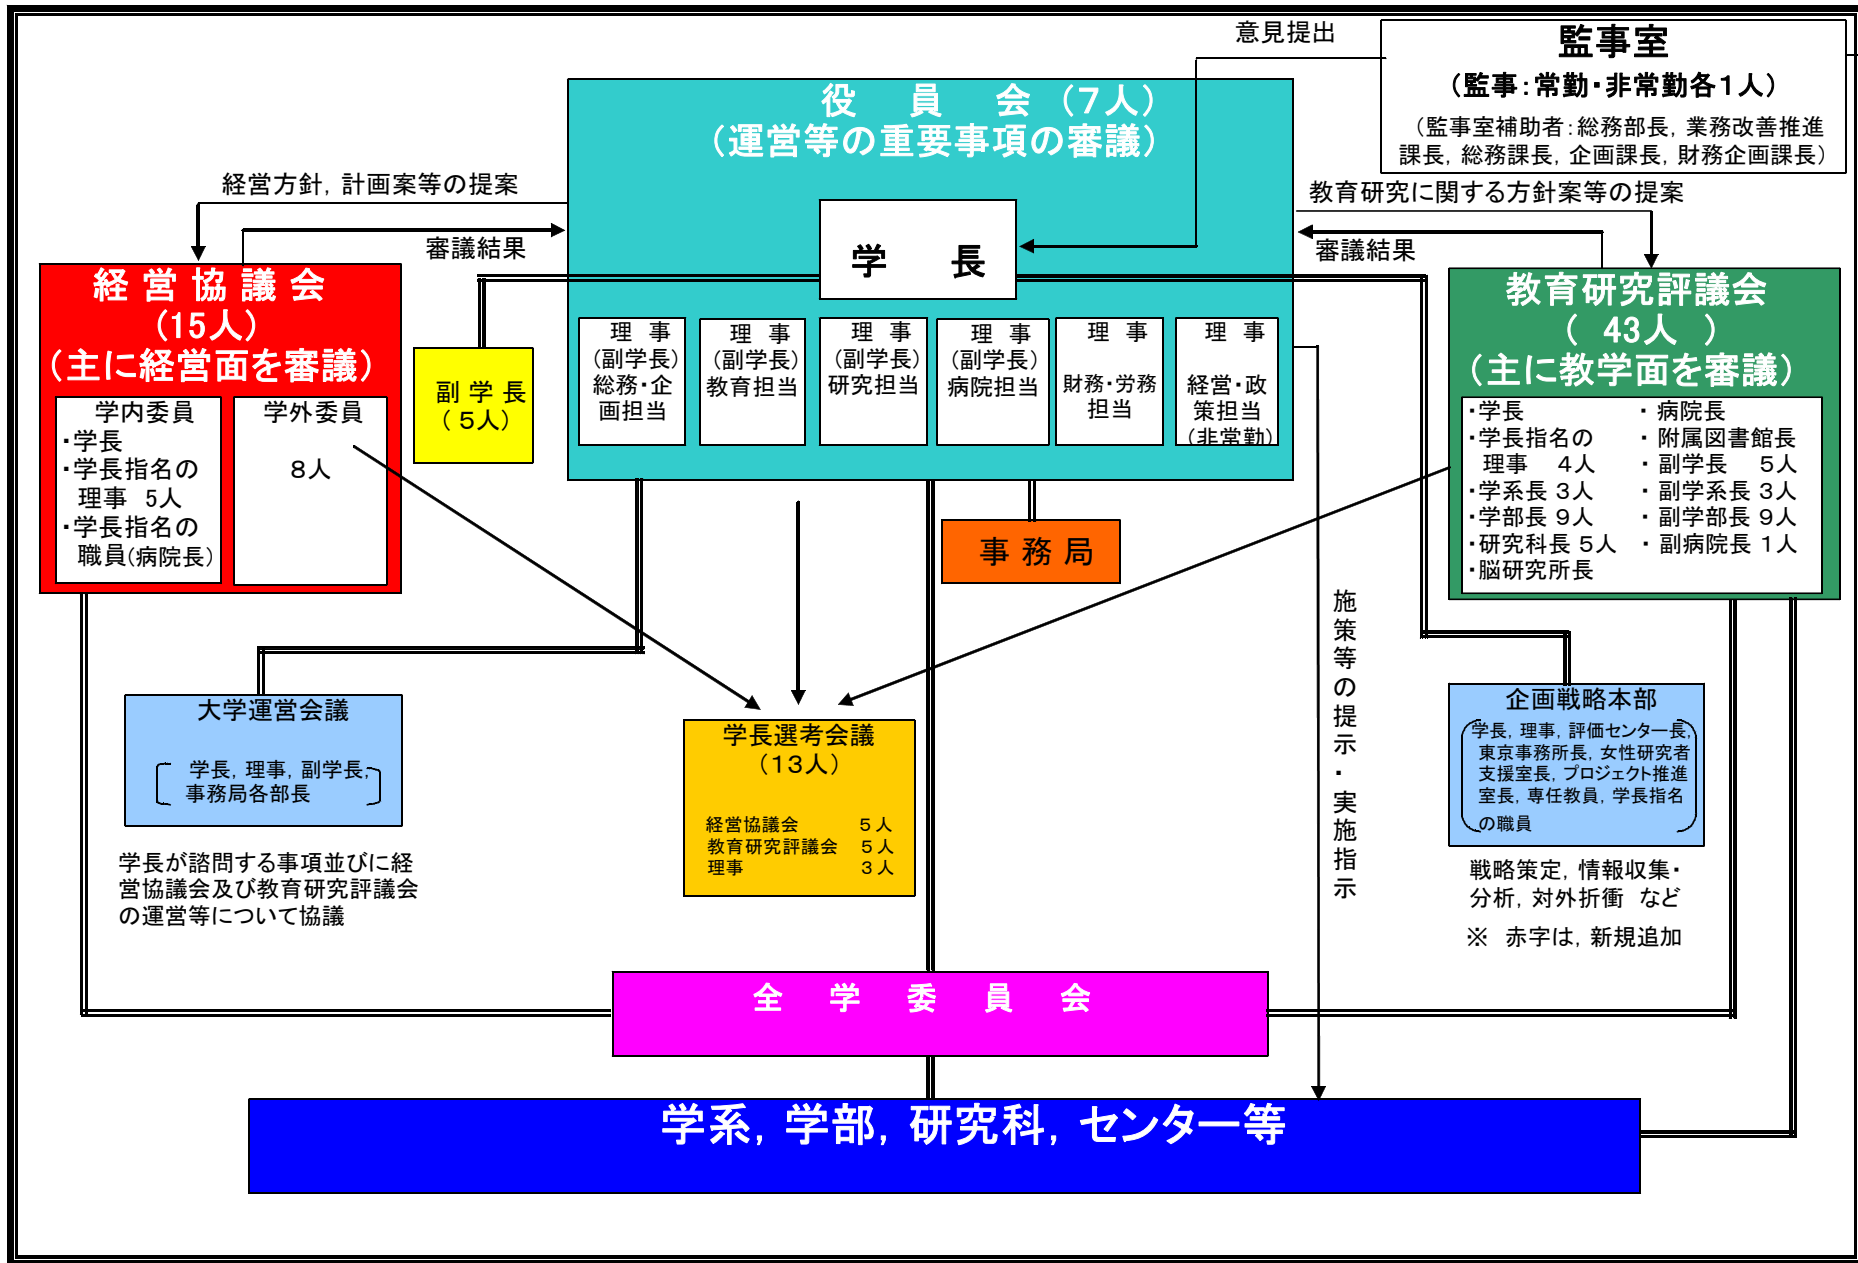 意見提出
監事室
（監事：常勤・非常勤各１人）
（監事室補助者：総務部長，業務改善推進
課長，総務課長，企画課長，財務企画課長）
役　員　会（７人）
（運営等の重要事項の審議）
経営方針，計画案等の提案
審議結果
教育研究に関する方針案等の提案
審議結果
学　長
経営協議会
（15人）
（主に経営面を審議）
学内委員
・学長
・学長指名の
理事　5人
・学長指名の
職員（病院長）
学外委員
８人
副学長
（５人）
理　事
（副学長）
総務・企
画担当
理　事
（副学長）
教育担当
理　事
（副学長）
研究担当
理　事
（副学長）
病院担当
理　事
財務・労務
担当
理　事
経営・政
策担当
（非常勤）
教育研究評議会
（　43人　）
（主に教学面を審議）
・学長
・学長指名の
理事　４人
・学系長 ３人
・学部長 ９人
・研究科長 ５人
・脳研究所長
・病院長
・附属図書館長
・副学長　５人
・副学系長 ３人
・副学部長 ９人
・副病院長 １人
事務局
施策等の提示・実施指示
大学運営会議
学長，理事，副学長，
事務局各部長
学長が諮問する事項並びに経
営協議会及び教育研究評議会
の運営等について協議
学長選考会議
（１３人）
経営協議会　５人
教育研究評議会　５人
理事　３人
企画戦略本部
学長，理事，評価センター長，
東京事務所長，女性研究者
支援室長，プロジェクト推進
室長，専任教員，学長指名
の職員
戦略策定，情報収集・
分析，対外折衝　など
※　赤字は，新規追加
全　学　委　員　会
学系，学部，研究科，センター等